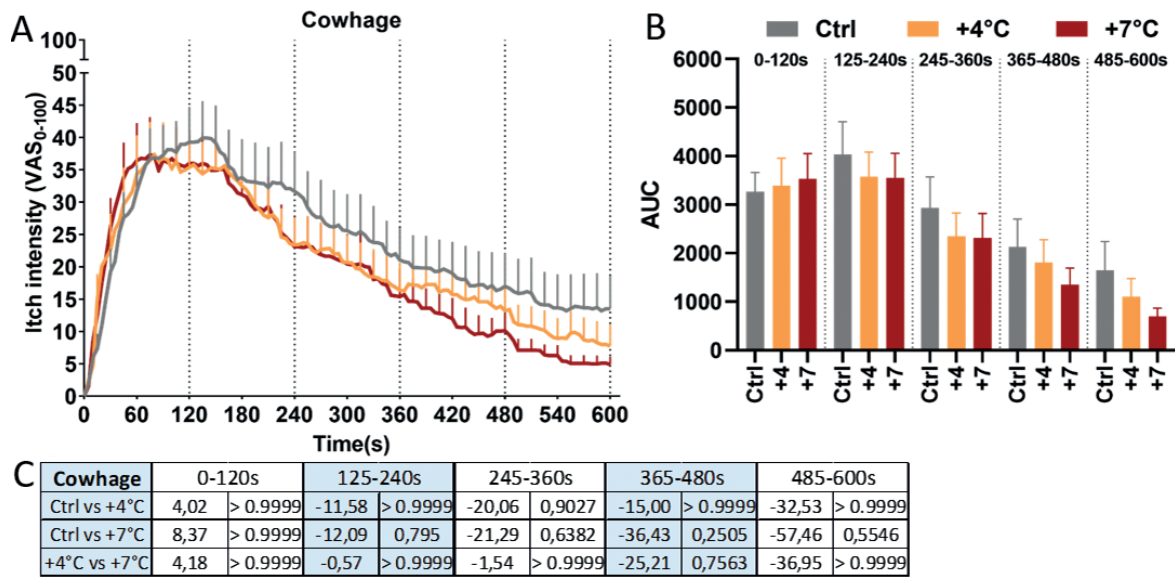 A
Cowhage
Itch intensity (VAS0-100)
100
50
45
40
35
30
25
20
15
10
5
0
0 60 120 180 240 300 360 420 480 540 600
Time(s)
B
Ctrl +4°C +7°C
0-120s 125-240s 245-360s 365-480s 485-600s
AUC
6000
5000
4000
3000
2000
1000
0
Ctrl +4 +7 Ctrl +4 +7 Ctrl +4 +7 Ctrl +4 +7 Ctrl +4 +7
C
Cowhage 0-120s 125-240s 245-360s 365-480s 485-600s
Ctrl vs +4°C 4,02 > 0.9999 -11,58 > 0.9999 -20,06 0,9027 -15,00 > 0.9999 -32,53 > 0.9999
Ctrl vs +7°C 8,37 > 0.9999 -12,09 0,795 -21,29 0,6382 -36,43 0,2505 -57,46 0,5546
+4°C vs +7°C 4,18 > 0.9999 -0,57 > 0.9999 -1,54 > 0.9999 -25,21 0,7563 -36,95 > 0.9999